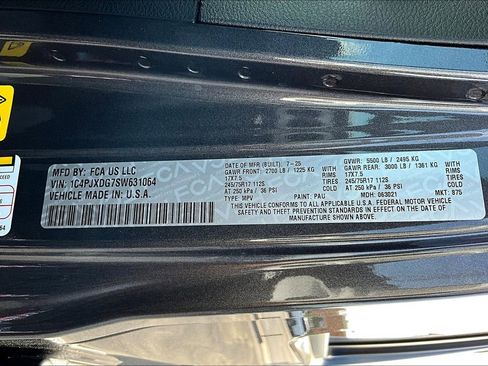 MFD BY: FCA US LLC
VIN: 1C4PJXDG7SW631064
VEHICLE MADE IN: U.S.A.
DATE OF MFR (BUILT): 7-25 GVWR: 5500 LB / 2495 KG
GAWR FRONT: 2700 LB / 1225 KG WITH GAWR REAR: 3000 LB / 1361 KG WITH
17X7.5 RIMS 17X7.5 RIMS
245/75R17 112S TIRES 245/75R17 112S TIRES
AT 250 kPa / 36 PSI AT 250 kPa / 36 PSI
TYPE: MPV PAINT: PAU MDH: 063021 MKT: 875
THIS VEHICLE CONFORMS TO ALL APPLICABLE U.S.A. FEDERAL MOTOR VEHICLE
SAFETY, BUMPER, AND THEFT PREVENTION STANDARDS IN EFFECT ON THE DATE OF
MANUFACTURE SHOWN ABOVE.